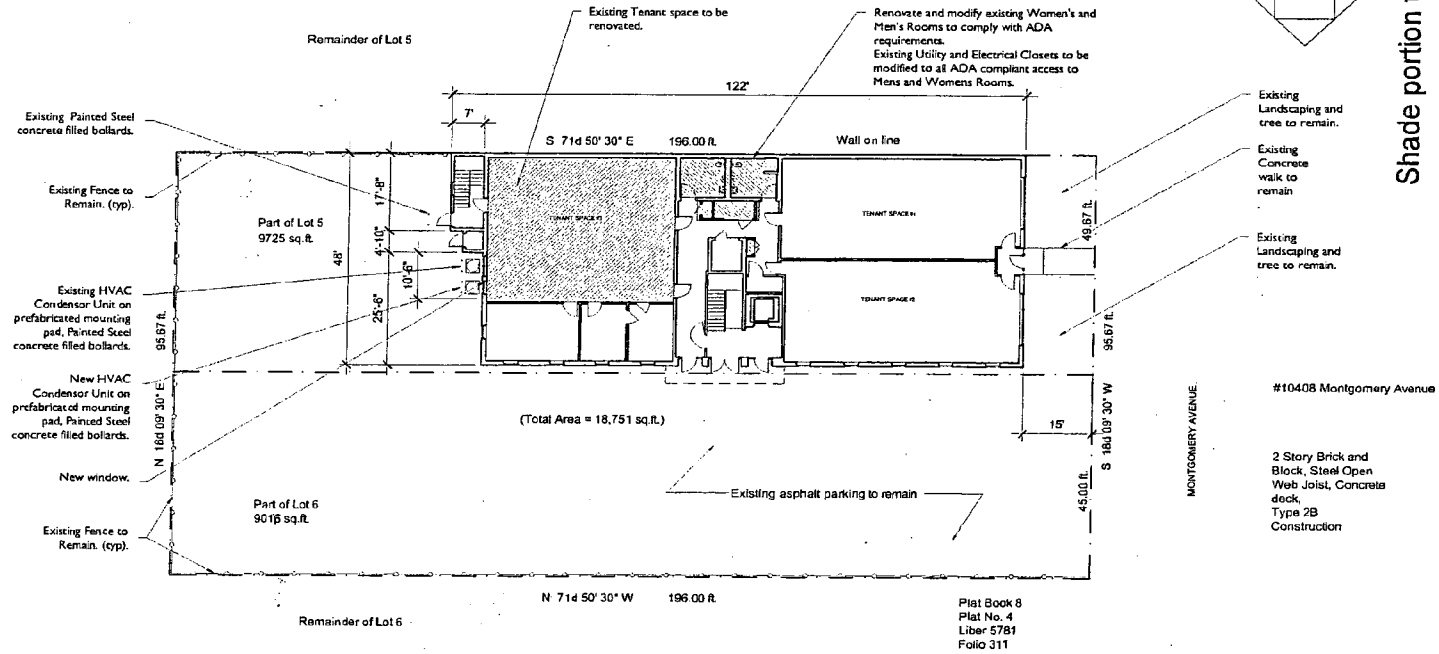 Existing Tenant space to be
renovated.
Renovate and modify existing Women's and
Men's Rooms to comply with ADA
requirements.
Existing Utility and Electrical Closets to be
modified to all ADA compliant access to
Mens and Womens Rooms.
Shade portion
Remainder of Lot 5
122'
7'
Existing Painted Steel
concrete filled bollards.
S 71d 50' 30" E 196.00 ft.
Wall on line
Existing
Landscaping and
tree to remain.
Existing
Concrete
walk to
remain
Existing
Landscaping and
tree to remain.
Existing Fence to
Remain. (typ).
Part of Lot 5
9725 sq.ft.
48'
17'-8"
4'-10"
10'-6"
25'-6"
TENANT SPACE
TENANT SPACE #1
TENANT SPACE #2
49.67 ft.
Existing HVAC
Condensor Unit on
prefabricated mounting
pad, Painted Steel
concrete filled bollards.
95.67 ft.
95.67 ft.
New HVAC
Condensor Unit on
prefabricated mounting
pad, Painted Steel
concrete filled bollards.
N 18d 09' 30" E
S 18d 09' 30" W
(Total Area = 18,751 sq.ft.)
15'
MONTGOMERY AVENUE
#10408 Montgomery Avenue
New window.
Part of Lot 6
9016 sq.ft.
Existing asphalt parking to remain
45.00 ft.
2 Story Brick and
Block, Steel Open
Web Joist, Concrete
deck,
Type 2B
Construction
Existing Fence to
Remain. (typ).
N 71d 50' 30" W 196.00 ft.
Remainder of Lot 6
Plat Book 8
Plat No. 4
Liber 5781
Folio 311